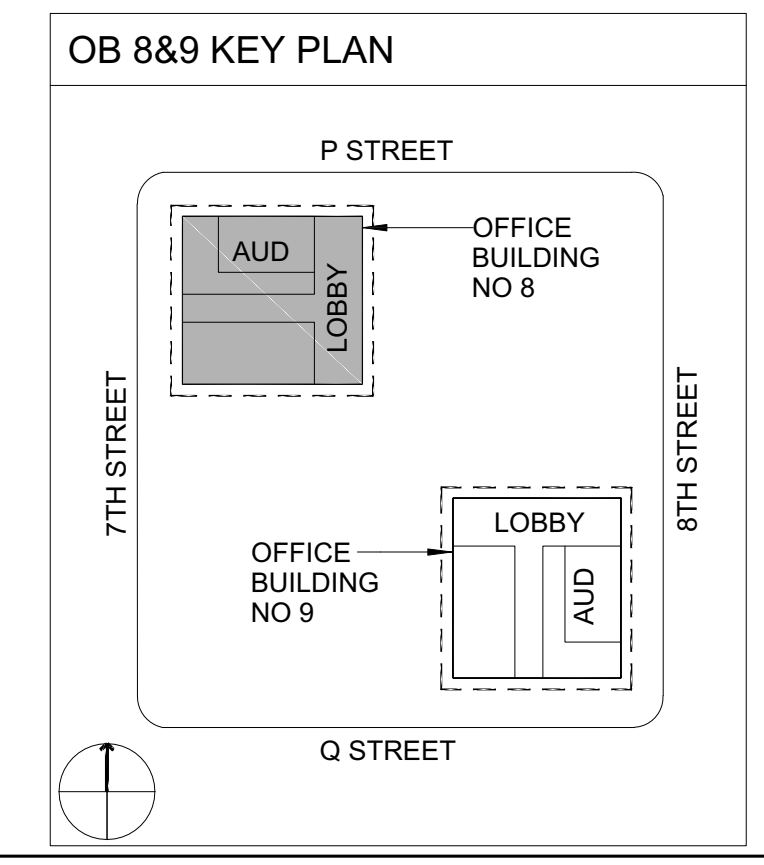 OB 8&9 KEY PLAN
P STREET
OFFICE
BUILDING
NO 8
AUD
LOBBY
7TH STREET
8TH STREET
LOBBY
OFFICE
BUILDING
NO 9
AUD
Q STREET